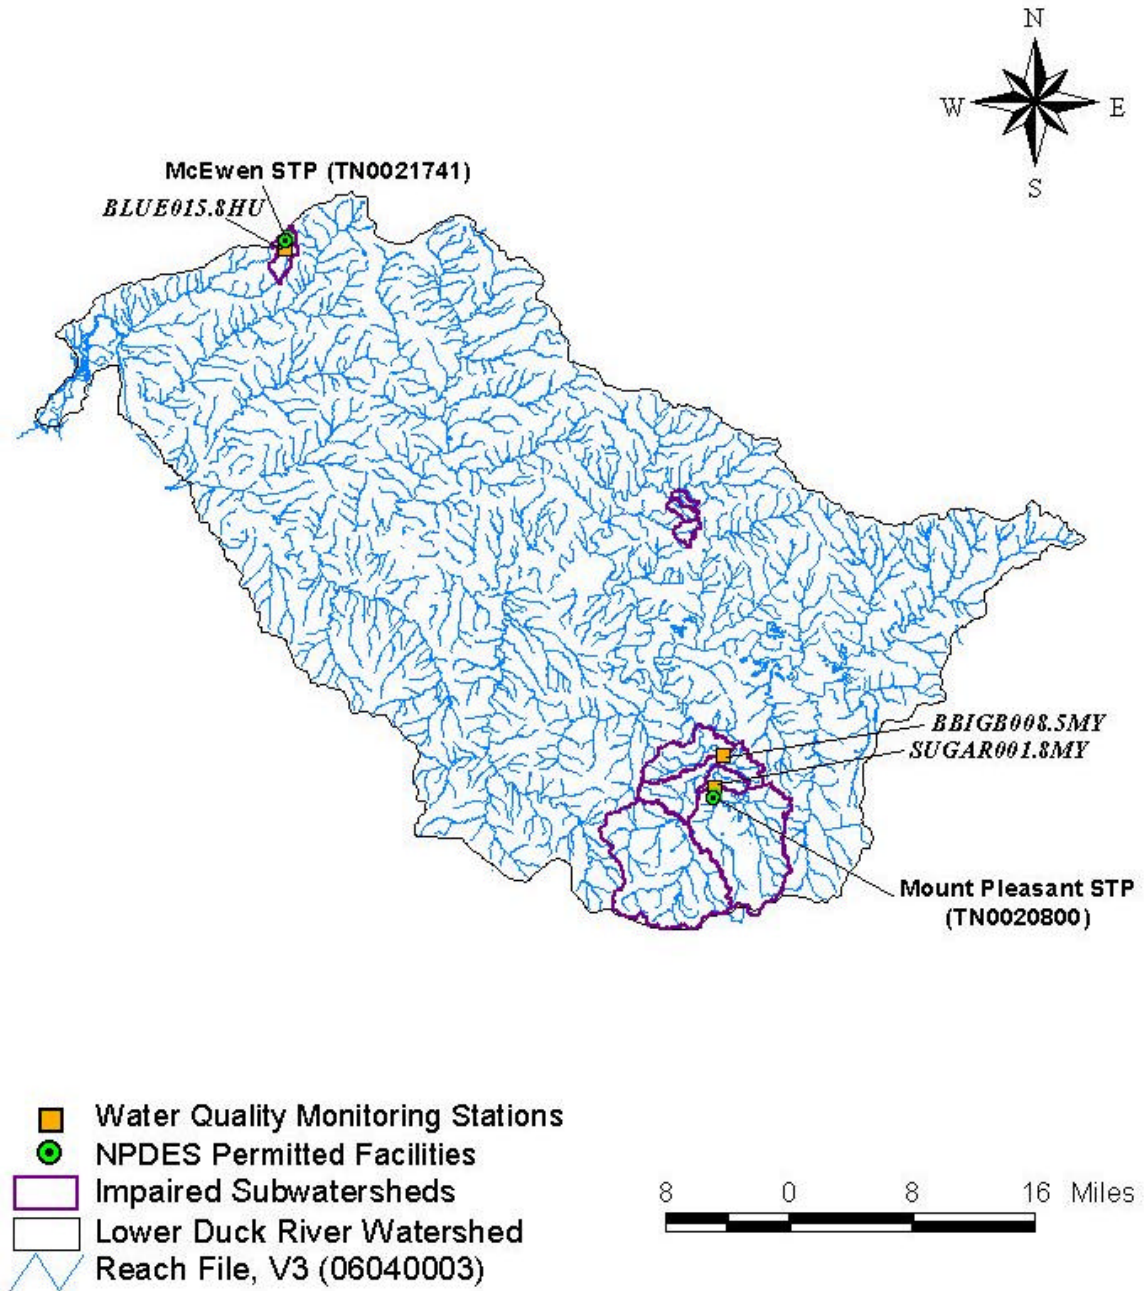 N
W E
S
McEwen STP (TN0021741)
BLUE015.8HU
BBIGB008.5MY
SUGAR001.8MY
Mount Pleasant STP
(TN0020800)
Water Quality Monitoring Stations
NPDES Permitted Facilities
Impaired Subwatersheds
Lower Duck River Watershed
Reach File, V3 (06040003)
8 0 8 16 Miles